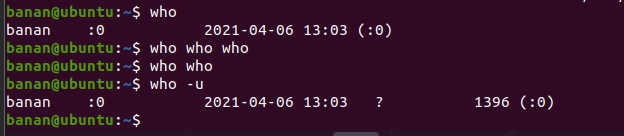 banan@ubuntu:~$ who
banan    :0           2021-04-06 13:03 (:0)
banan@ubuntu:~$ who who who
banan@ubuntu:~$ who who
banan@ubuntu:~$ who -u
banan    :0           2021-04-06 13:03   ?          1396 (:0)
banan@ubuntu:~$